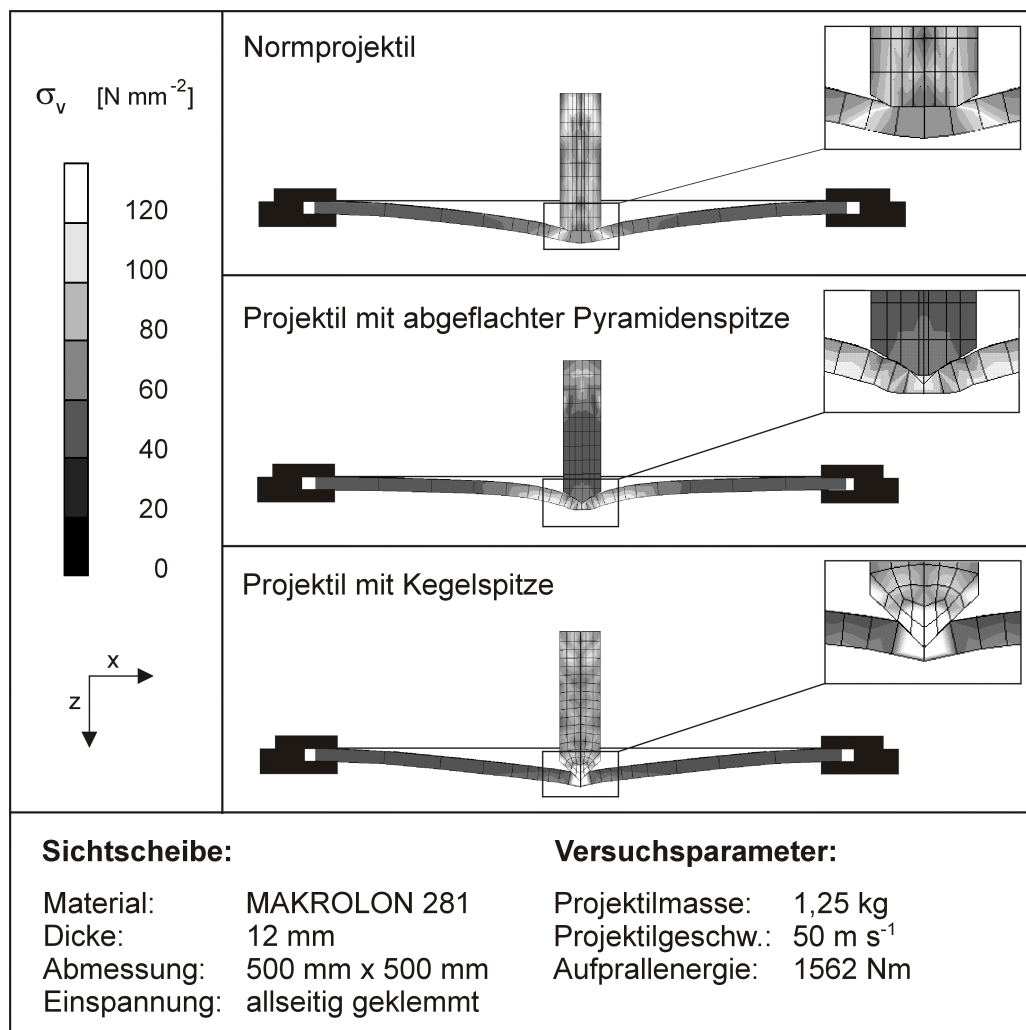 σv [N mm-2]
120
100
80
60
40
20
0
x
z
Normprojektil
Projektil mit abgeflachter Pyramidenspitze
Projektil mit Kegelspitze
Sichtscheibe:
Material: MAKROLON 281
Dicke: 12 mm
Abmessung: 500 mm x 500 mm
Einspannung: allseitig geklemmt
Versuchsparameter:
Projektilmasse: 1,25 kg
Projektilgeschw.: 50 m s-1
Aufprallenergie: 1562 Nm